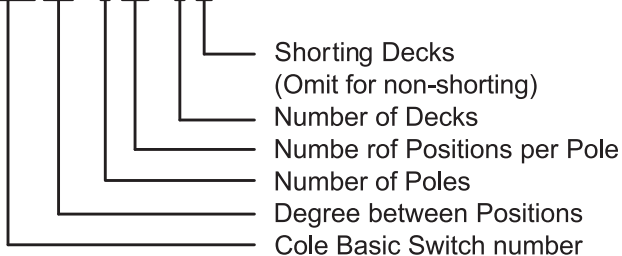 Shorting Decks
(Omit for non-shorting)
Number of Decks
Numbe rof Positions per Pole
Number of Poles
Degree between Positions
Cole Basic Switch number